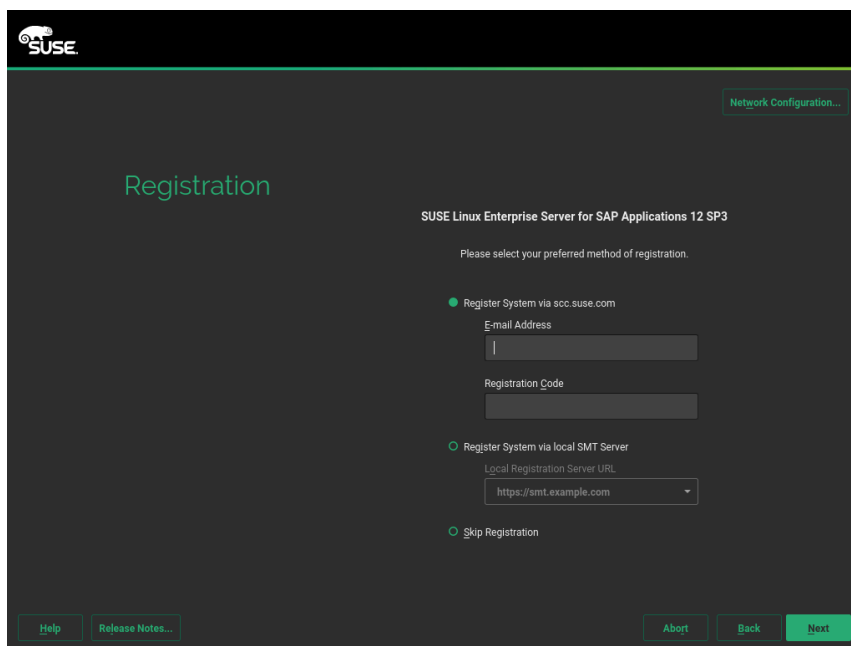 SUSE.
Network Configuration...
Registration
SUSE Linux Enterprise Server for SAP Applications 12 SP3
Please select your preferred method of registration.
Register System via scc.suse.com
E-mail Address
Registration Code
Register System via local SMT Server
Local Registration Server URL
https://smt.example.com
Skip Registration
Help Release Notes... Abort Back Next